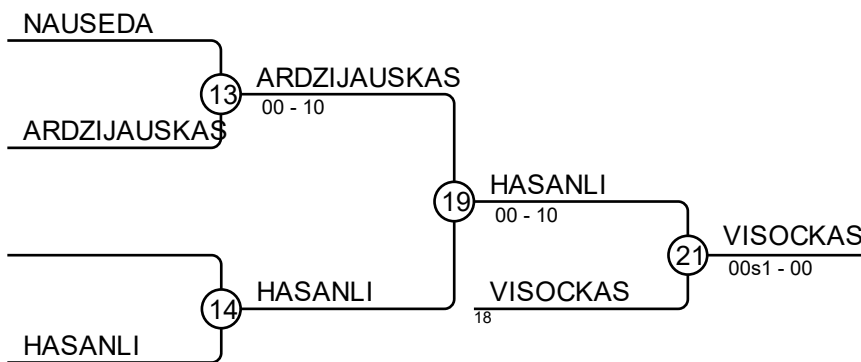 NAUSEDA
13
ARDZIJAUSKAS
00 - 10
ARDZIJAUSKAS
19
HASANLI
00 - 10
21
VISOCKAS
00s1 - 00
14
HASANLI
VISOCKAS
18
HASANLI